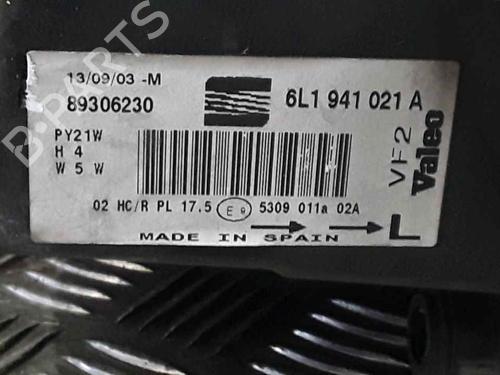 13/09/03 -M
89306230
6L1 941 021 A
PY21W
H 4
W 5 W
VF2
Valeo
02 HC/R PL 17.5 E 9 5309 011a 02A
MADE IN SPAIN
L
B-PARTS